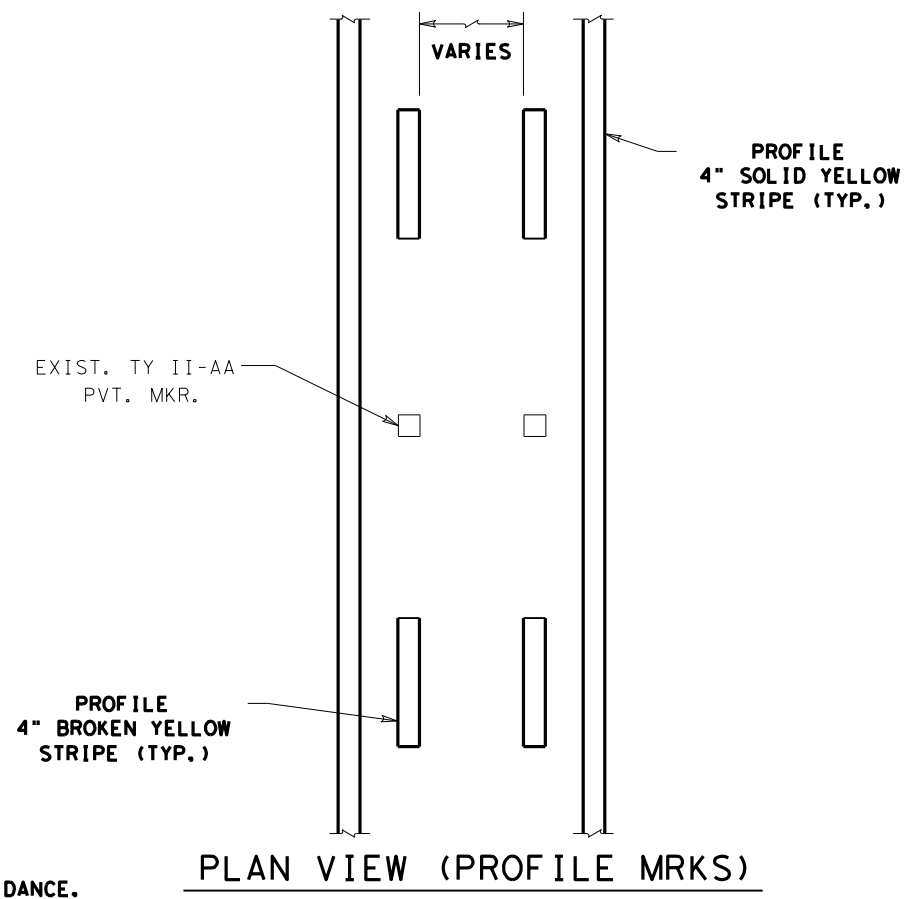 VARIES
PROFILE
4" SOLID YELLOW
STRIPE (TYP.)
EXIST. TY II-AA
PVT. MKR.
PROFILE
4" BROKEN YELLOW
STRIPE (TYP.)
PLAN VIEW (PROFILE MRKS)
DANCE.